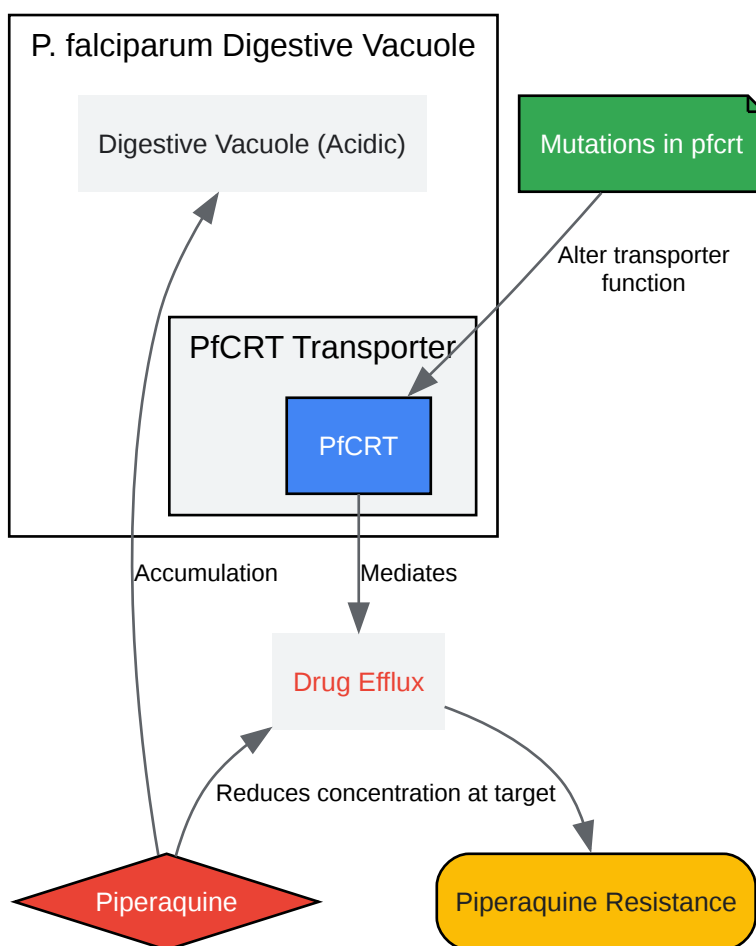 P. falciparum Digestive Vacuole
Digestive Vacuole (Acidic)
Mutations in pfcrt
Alter transporter
function
PfCRT Transporter
PfCRT
Accumulation
Mediates
Drug Efflux
Reduces concentration at target
Piperaquine
Piperaquine Resistance